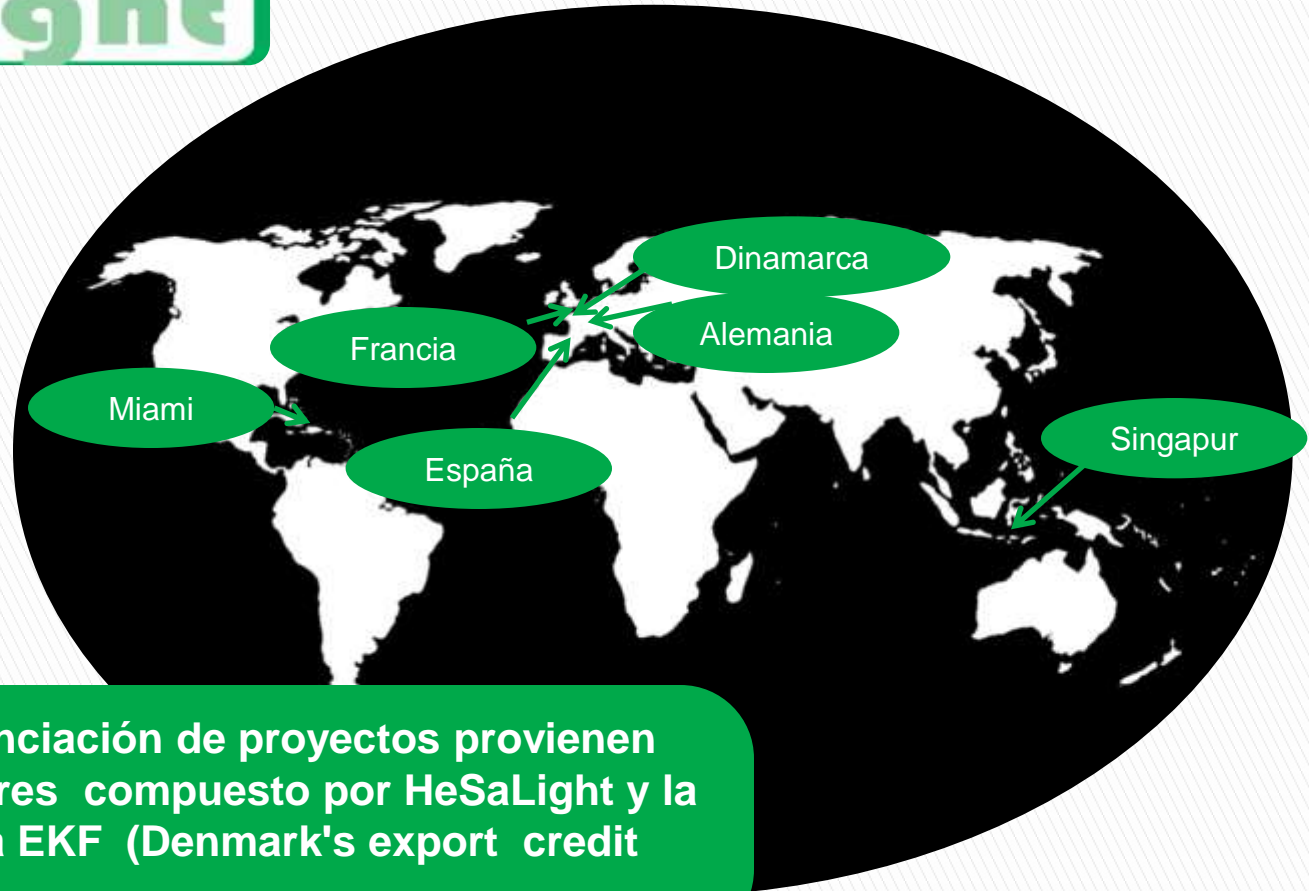 ght
Dinamarca
Alemania
Francia
Miami
España
Singapur
nciación de proyectos provienen
res compuesto por HeSaLight y la
a EKF (Denmark's export credit